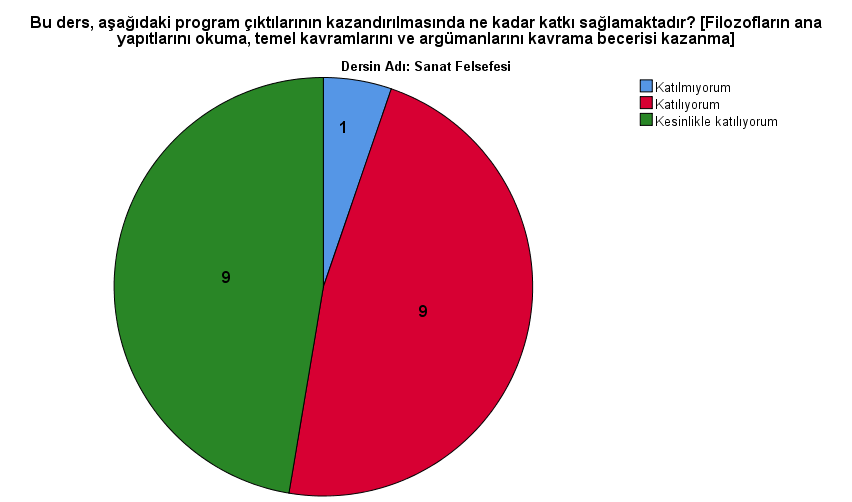 Bu ders, aşağıdaki program çıktılarının kazandırılmasında ne kadar katkı sağlamaktadır? [Filozofların ana
yapıtlarını okuma, temel kavramlarını ve argümanlarını kavrama becerisi kazanma]
Dersin Adı: Sanat Felsefesi
Katılmıyorum
Katılıyorum
Kesinlikle katılıyorum
1
9
9